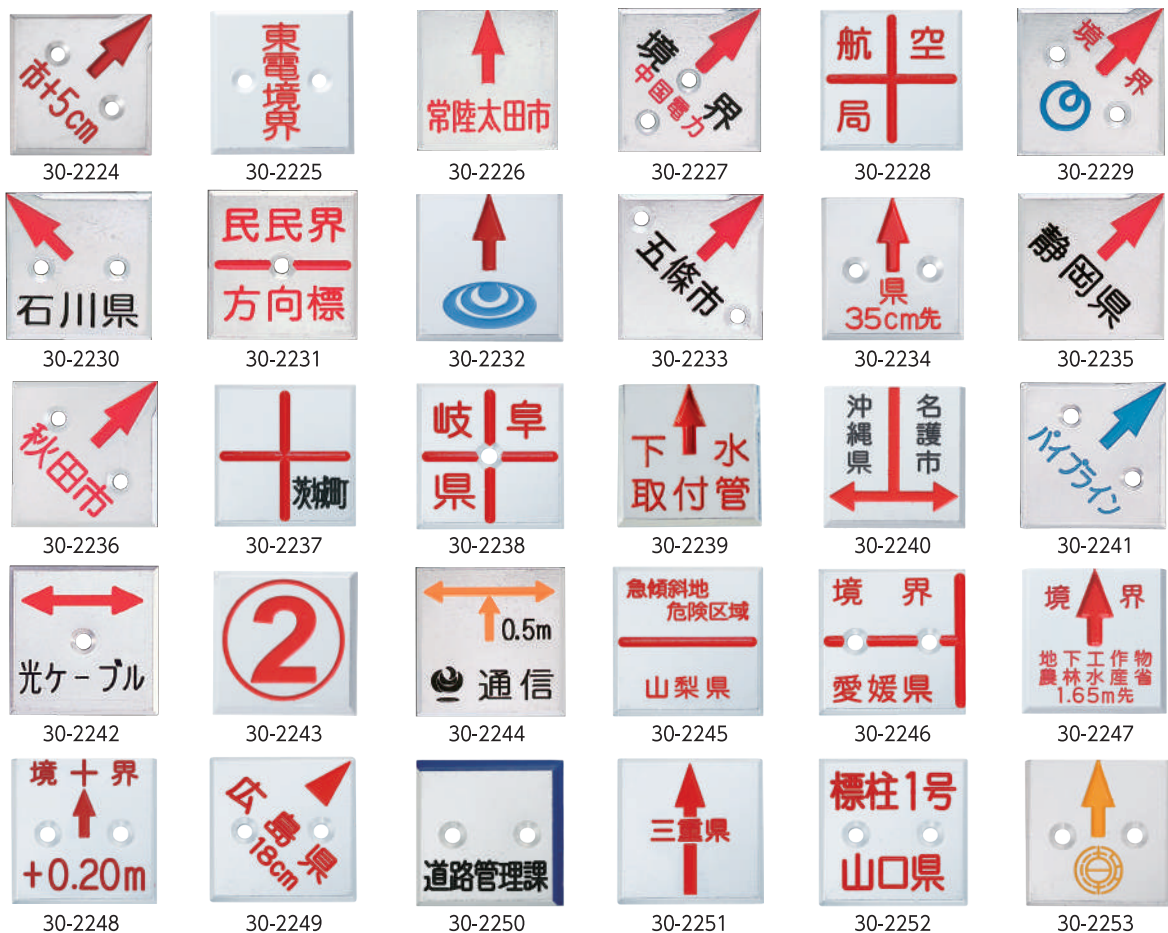 市+5cm
30-2224
東電境界
30-2225
常陸太田市
30-2226
境界
中国電力
30-2227
航空
局
30-2228
境界
30-2229
石川県
30-2230
民民界
方向標
30-2231
30-2232
五條市
30-2233
県
35cm先
30-2234
静岡県
30-2235
秋田市
30-2236
茨城町
30-2237
岐阜
県
30-2238
下水
取付管
30-2239
沖縄県
名護市
30-2240
パイプライン
30-2241
光ケーブル
30-2242
2
30-2243
0.5m
通信
30-2244
急傾斜地
危険区域
山梨県
30-2245
境界
愛媛県
30-2246
境界
地下工作物
農林水産省
1.65m先
30-2247
境十界
+0.20m
30-2248
広島県
18cm
30-2249
道路管理課
30-2250
三重県
30-2251
標柱1号
山口県
30-2252
30-2253